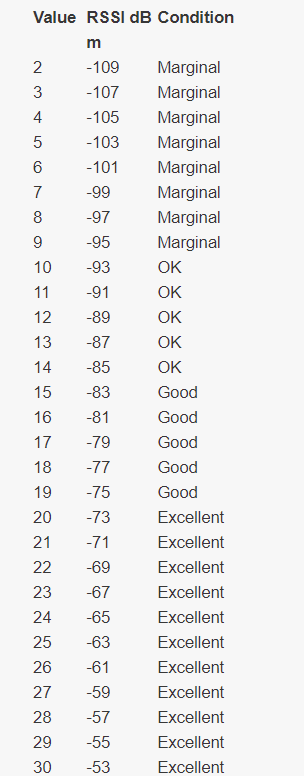 Value RSSI dB Condition
m
2 -109 Marginal
3 -107 Marginal
4 -105 Marginal
5 -103 Marginal
6 -101 Marginal
7 -99 Marginal
8 -97 Marginal
9 -95 Marginal
10 -93 OK
11 -91 OK
12 -89 OK
13 -87 OK
14 -85 OK
15 -83 Good
16 -81 Good
17 -79 Good
18 -77 Good
19 -75 Good
20 -73 Excellent
21 -71 Excellent
22 -69 Excellent
23 -67 Excellent
24 -65 Excellent
25 -63 Excellent
26 -61 Excellent
27 -59 Excellent
28 -57 Excellent
29 -55 Excellent
30 -53 Excellent